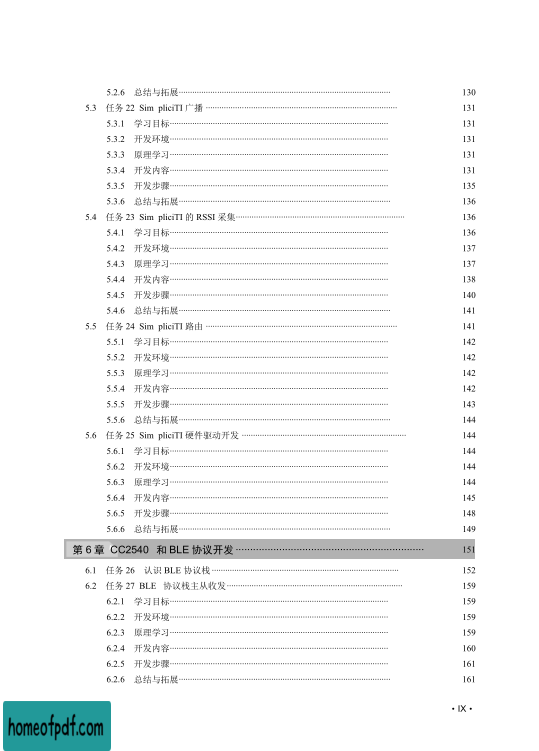 5.2.6 总结与拓展 130
5.3 任务 22 Sim pliciTI 广播 131
5.3.1 学习目标 131
5.3.2 开发环境 131
5.3.3 原理学习 131
5.3.4 开发内容 131
5.3.5 开发步骤 135
5.3.6 总结与拓展 136
5.4 任务 23 Sim pliciTI 的 RSSI 采集 136
5.4.1 学习目标 136
5.4.2 开发环境 137
5.4.3 原理学习 137
5.4.4 开发内容 138
5.4.5 开发步骤 140
5.4.6 总结与拓展 141
5.5 任务 24 Sim pliciTI 路由 141
5.5.1 学习目标 142
5.5.2 开发环境 142
5.5.3 原理学习 142
5.5.4 开发内容 142
5.5.5 开发步骤 143
5.5.6 总结与拓展 144
5.6 任务 25 Sim pliciTI 硬件驱动开发 144
5.6.1 学习目标 144
5.6.2 开发环境 144
5.6.3 原理学习 144
5.6.4 开发内容 145
5.6.5 开发步骤 148
5.6.6 总结与拓展 149
第 6 章 CC2540 和 BLE 协议开发 151
6.1 任务 26 认识 BLE 协议栈 152
6.2 任务 27 BLE 协议栈主从收发 159
6.2.1 学习目标 159
6.2.2 开发环境 159
6.2.3 原理学习 159
6.2.4 开发内容 160
6.2.5 开发步骤 161
6.2.6 总结与拓展 161
·IX·
homeofpdf.com